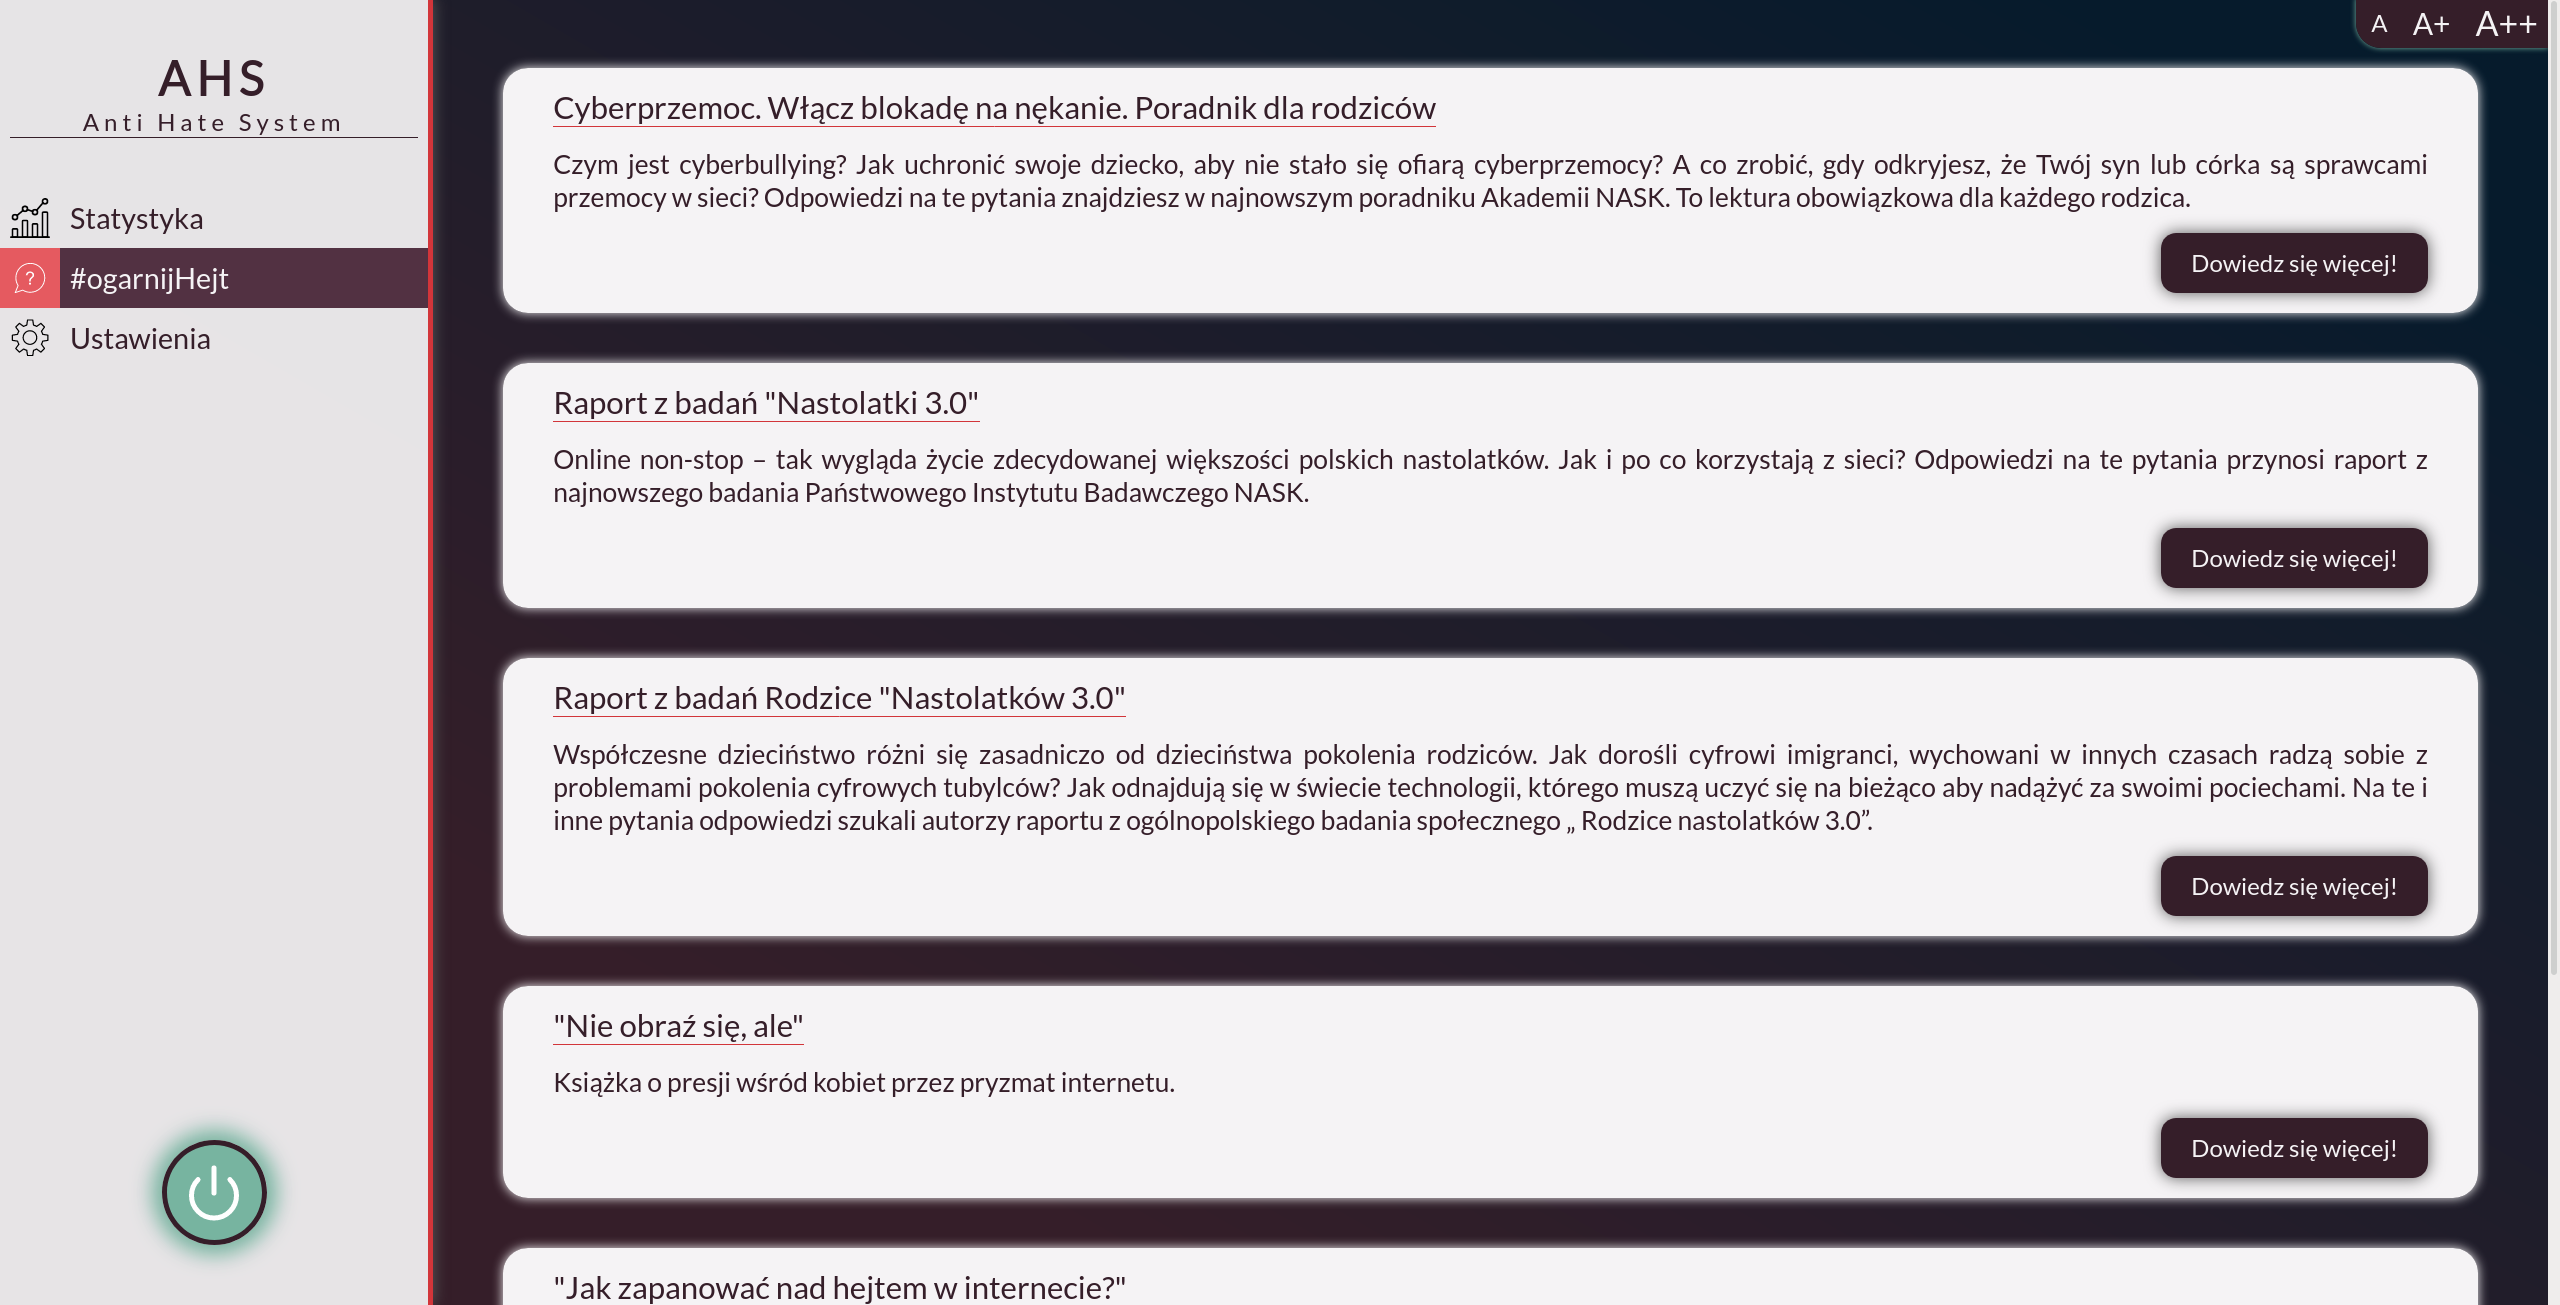 AHS
Anti Hate System
Statystyka
?
#ogarnijHejt
Ustawienia
A A+ A++
Cyberprzemoc. Włącz blokadę na nękanie. Poradnik dla rodziców
Czym jest cyberbullying? Jak uchronić swoje dziecko, aby nie stało się ofiarą cyberprzemocy? A co zrobić, gdy odkryjesz, że Twój syn lub córka są sprawcami
przemocy w sieci? Odpowiedzi na te pytania znajdziesz w najnowszym poradniku Akademii NASK. To lektura obowiązkowa dla każdego rodzica.
Dowiedz się więcej!
Raport z badań "Nastolatki 3.0"
Online non-stop – tak wygląda życie zdecydowanej większości polskich nastolatków. Jak i po co korzystają z sieci? Odpowiedzi na te pytania przynosi raport z
najnowszego badania Państwowego Instytutu Badawczego NASK.
Dowiedz się więcej!
Raport z badań Rodzice "Nastolatków 3.0"
Współczesne dzieciństwo różni się zasadniczo od dzieciństwa pokolenia rodziców. Jak dorośli cyfrowi imigranci, wychowani w innych czasach radzą sobie z
problemami pokolenia cyfrowych tubylców? Jak odnajdują się w świecie technologii, którego muszą uczyć się na bieżąco aby nadążyć za swoimi pociechami. Na te i
inne pytania odpowiedzi szukali autorzy raportu z ogólnopolskiego badania społecznego „ Rodzice nastolatków 3.0”.
Dowiedz się więcej!
"Nie obraź się, ale"
Książka o presji wśród kobiet przez pryzmat internetu.
Dowiedz się więcej!
"Jak zapanować nad hejtem w internecie?"